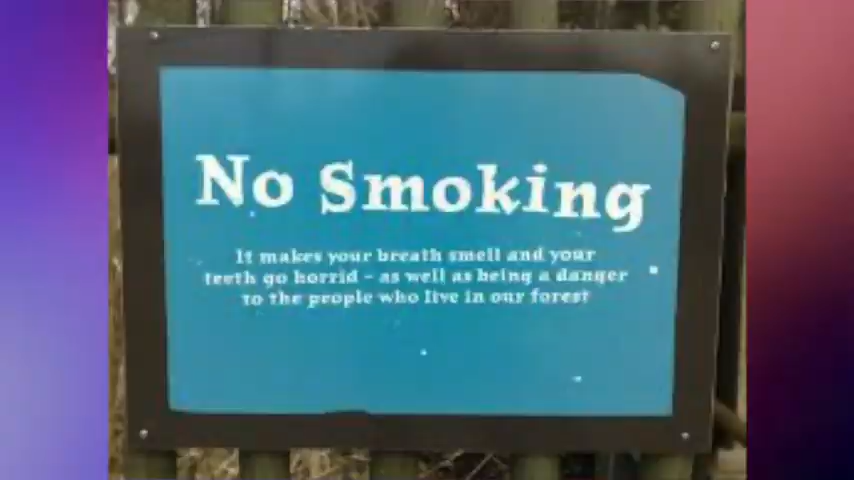 No Smoking
It makes your breath smell and your
teeth go horrid - as well as being a danger
to the people who live in our forest